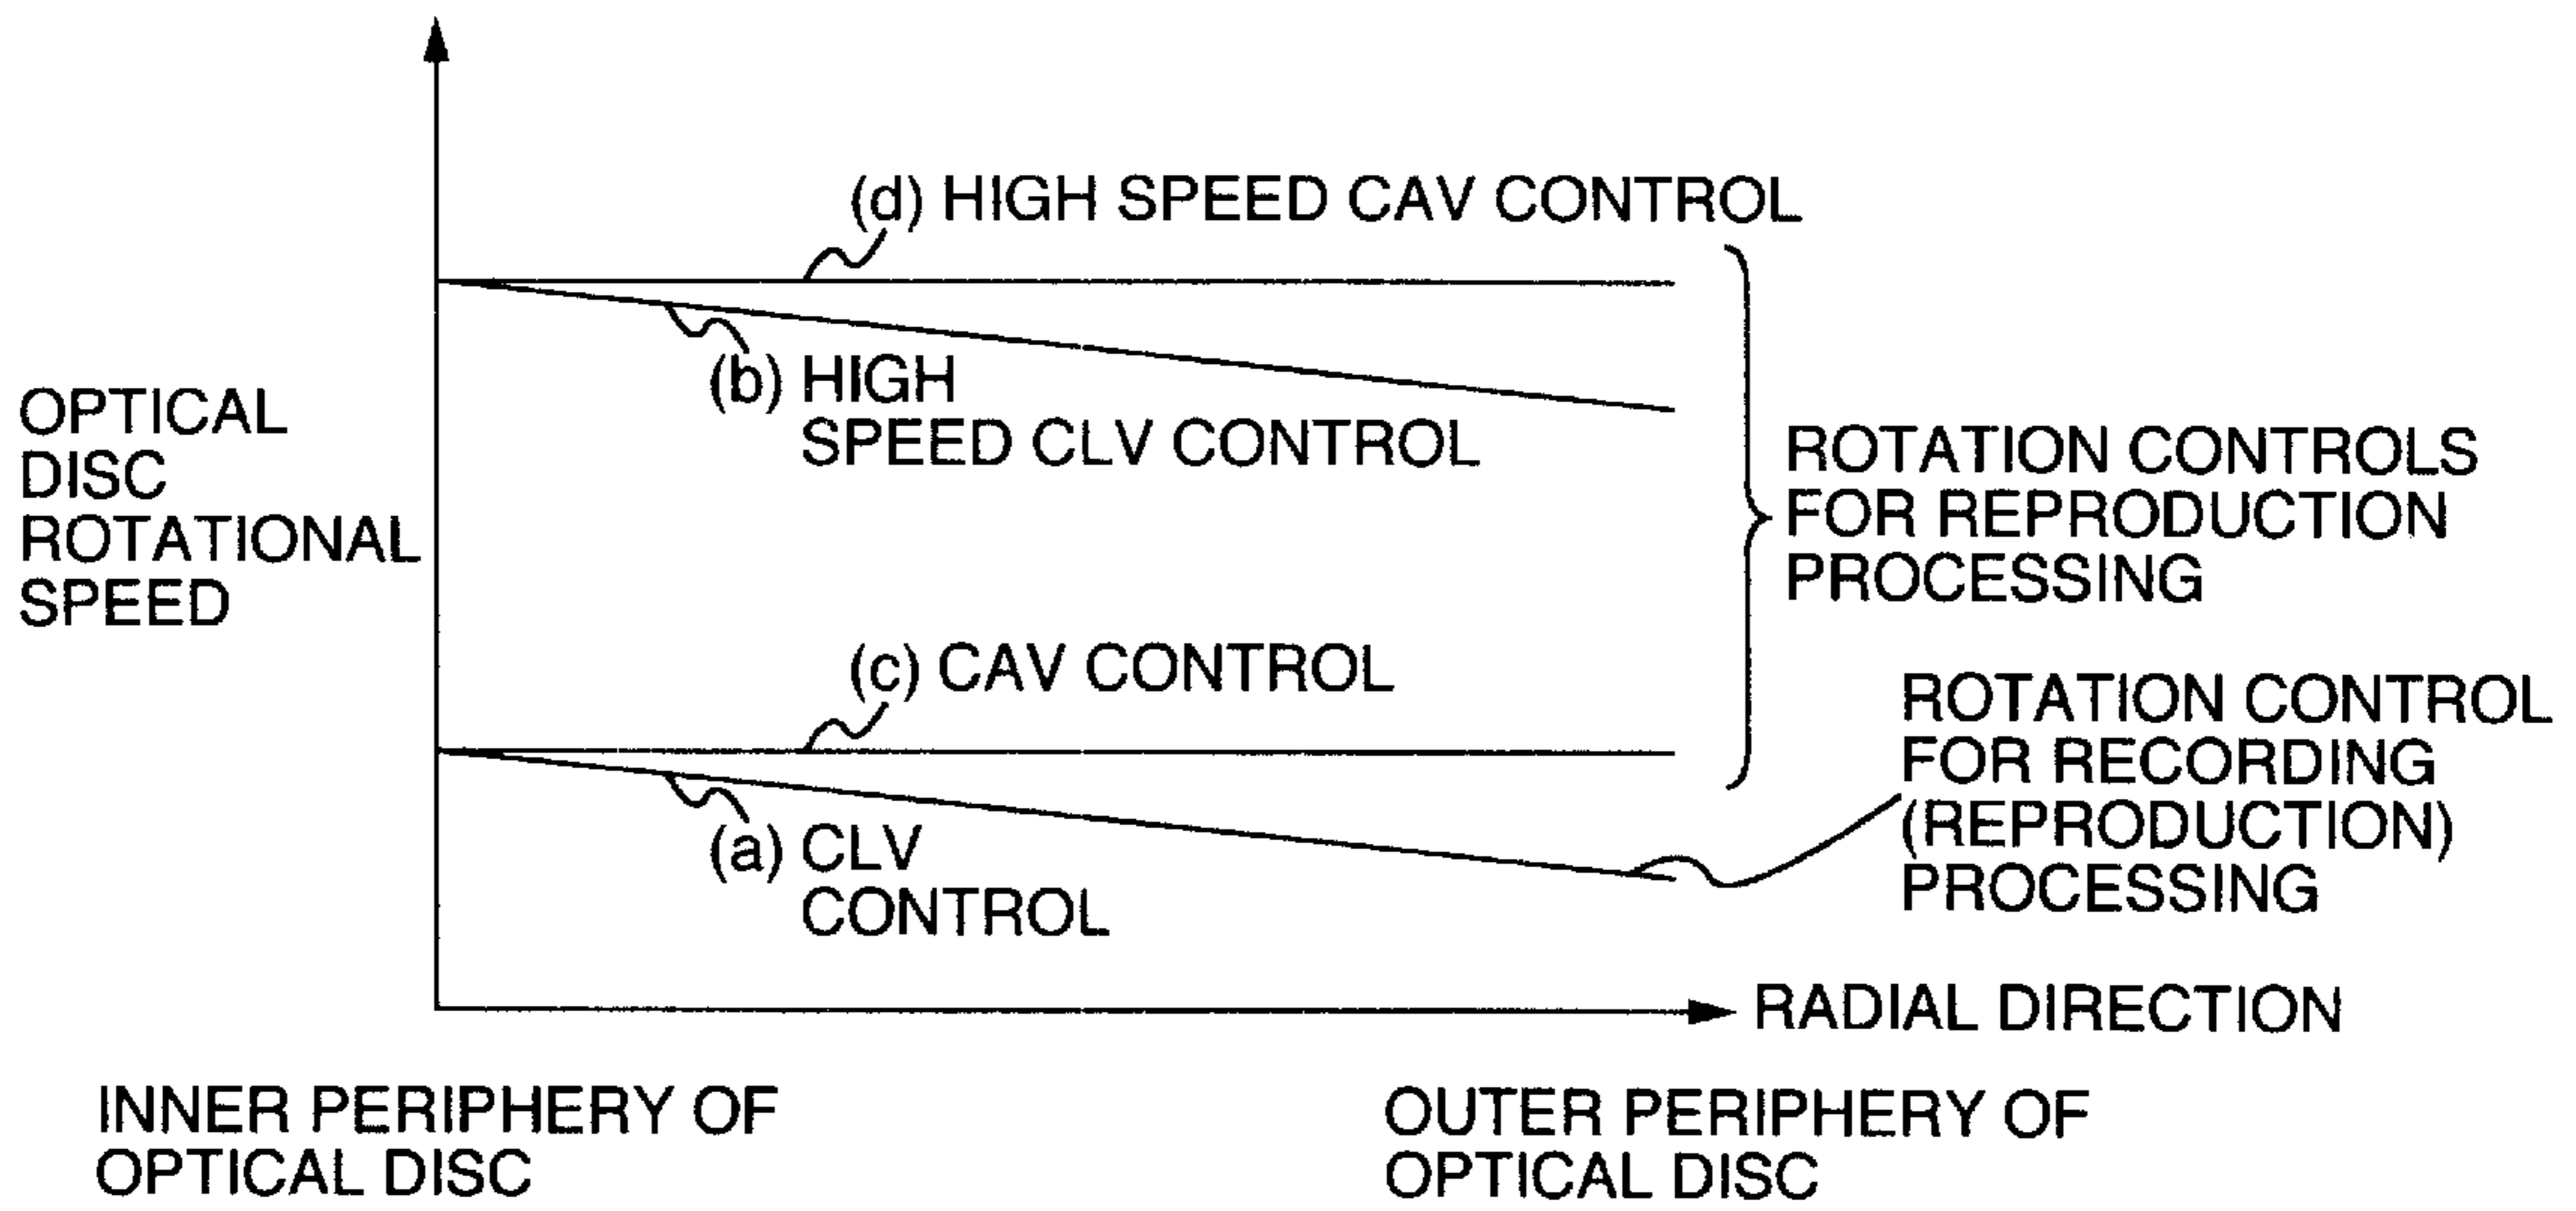 (d) HIGH SPEED CAV CONTROL
(b) HIGH
SPEED CLV CONTROL
OPTICAL
DISC
ROTATIONAL
SPEED
ROTATION CONTROLS
FOR REPRODUCTION
PROCESSING
(c) CAV CONTROL
ROTATION CONTROL
FOR RECORDING
(REPRODUCTION)
PROCESSING
(a) CLV
CONTROL
RADIAL DIRECTION
INNER PERIPHERY OF
OPTICAL DISC
OUTER PERIPHERY OF
OPTICAL DISC